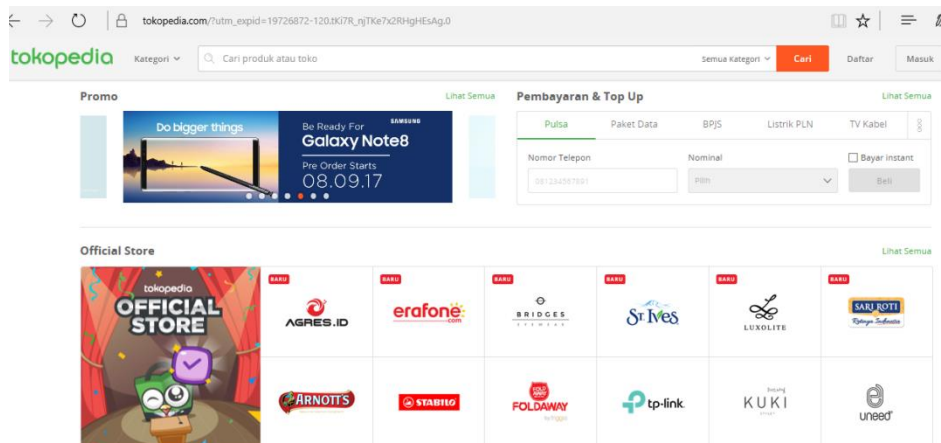 tokopedia.com/?utm_expid=19726872-120.tKi7R_njTKe7x2RHgHEsAg.0
tokopedia Kategori Cari produk atau toko Semua Kategori Cari Daftar Masuk
Promo Lihat Semua
Do bigger things
Be Ready For SAMSUNG
Galaxy Note8
Pre Order Starts
08.09.17
Pembayaran & Top Up Lihat Semua
Pulsa Paket Data BPJS Listrik PLN TV Kabel
Nomor Telepon Nominal Bayar instant
081234567891 Pilih Beli
Official Store Lihat Semua
tokopedia
OFFICIAL
STORE
BARU BARU BARU BARU BARU BARU
AGRES.ID
erafone
.com
BRIDGES
EYEWEAR
St. Ives
LUXOLITE
SARI ROTI
Rotinya Indonesia
ARNOTT'S
STABILO
FOLDAWAY
tp-link
KUKI
uneed